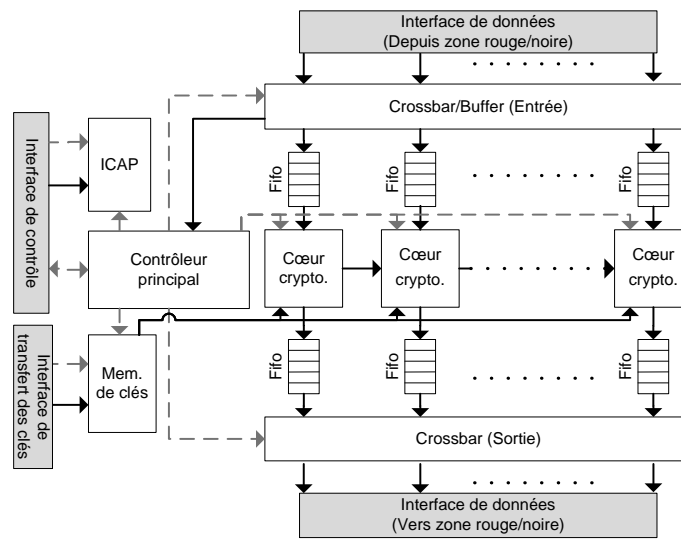 Interface de données
(Depuis zone rouge/noire)
Crossbar/Buffer (Entrée)
Interface de contrôle
ICAP
Fifo
Fifo
Fifo
Contrôleur
principal
Cœur
crypto.
Cœur
crypto.
Cœur
crypto.
Interface de
transfert des clés
Mem.
de clés
Fifo
Fifo
Fifo
Crossbar (Sortie)
Interface de données
(Vers zone rouge/noire)